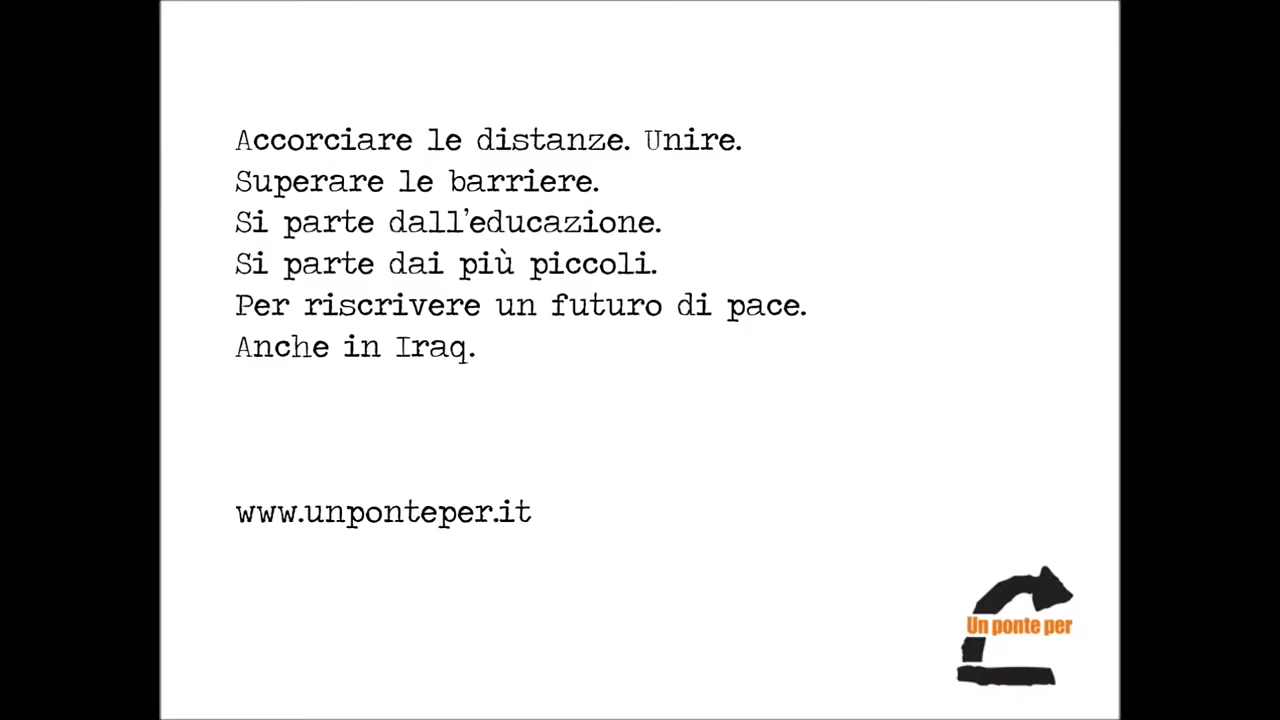 Accorciare le distanze. Unire.
Superare le barriere.
Si parte dall'educazione.
Si parte dai più piccoli.
Per riscrivere un futuro di pace.
Anche in Iraq.
www.unponteper.it
Un ponte per